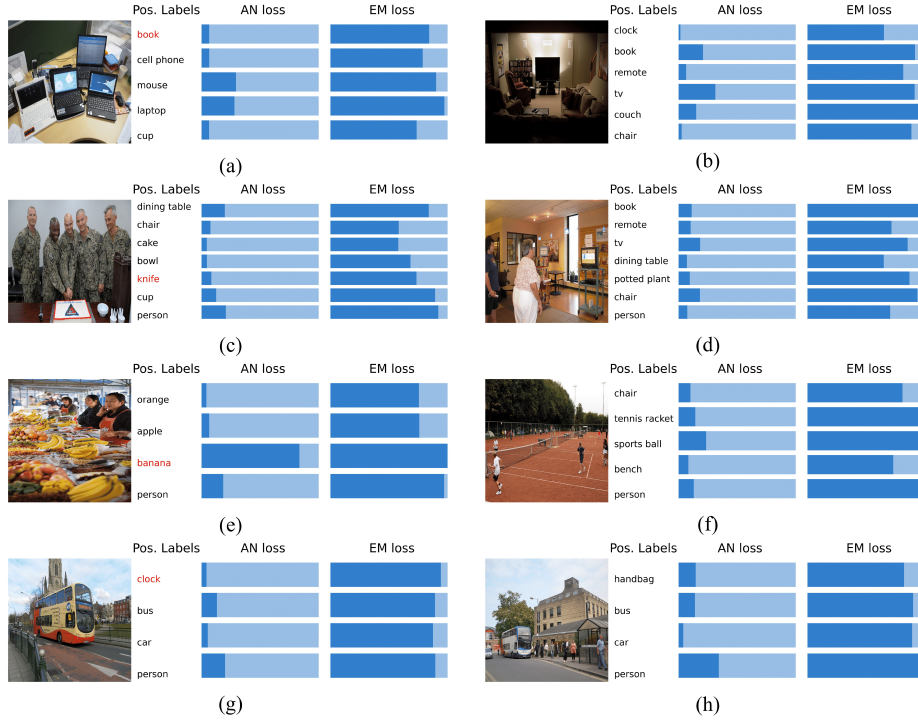 Pos. Labels AN loss EM loss
book
cell phone
mouse
laptop
cup
(a)
Pos. Labels AN loss EM loss
clock
book
remote
tv
couch
chair
(b)
Pos. Labels AN loss EM loss
dining table
chair
cake
bowl
knife
cup
person
(c)
Pos. Labels AN loss EM loss
book
remote
tv
dining table
potted plant
chair
person
(d)
Pos. Labels AN loss EM loss
orange
apple
banana
person
(e)
Pos. Labels AN loss EM loss
chair
tennis racket
sports ball
bench
person
(f)
Pos. Labels AN loss EM loss
clock
bus
car
person
(g)
Pos. Labels AN loss EM loss
handbag
bus
car
person
(h)